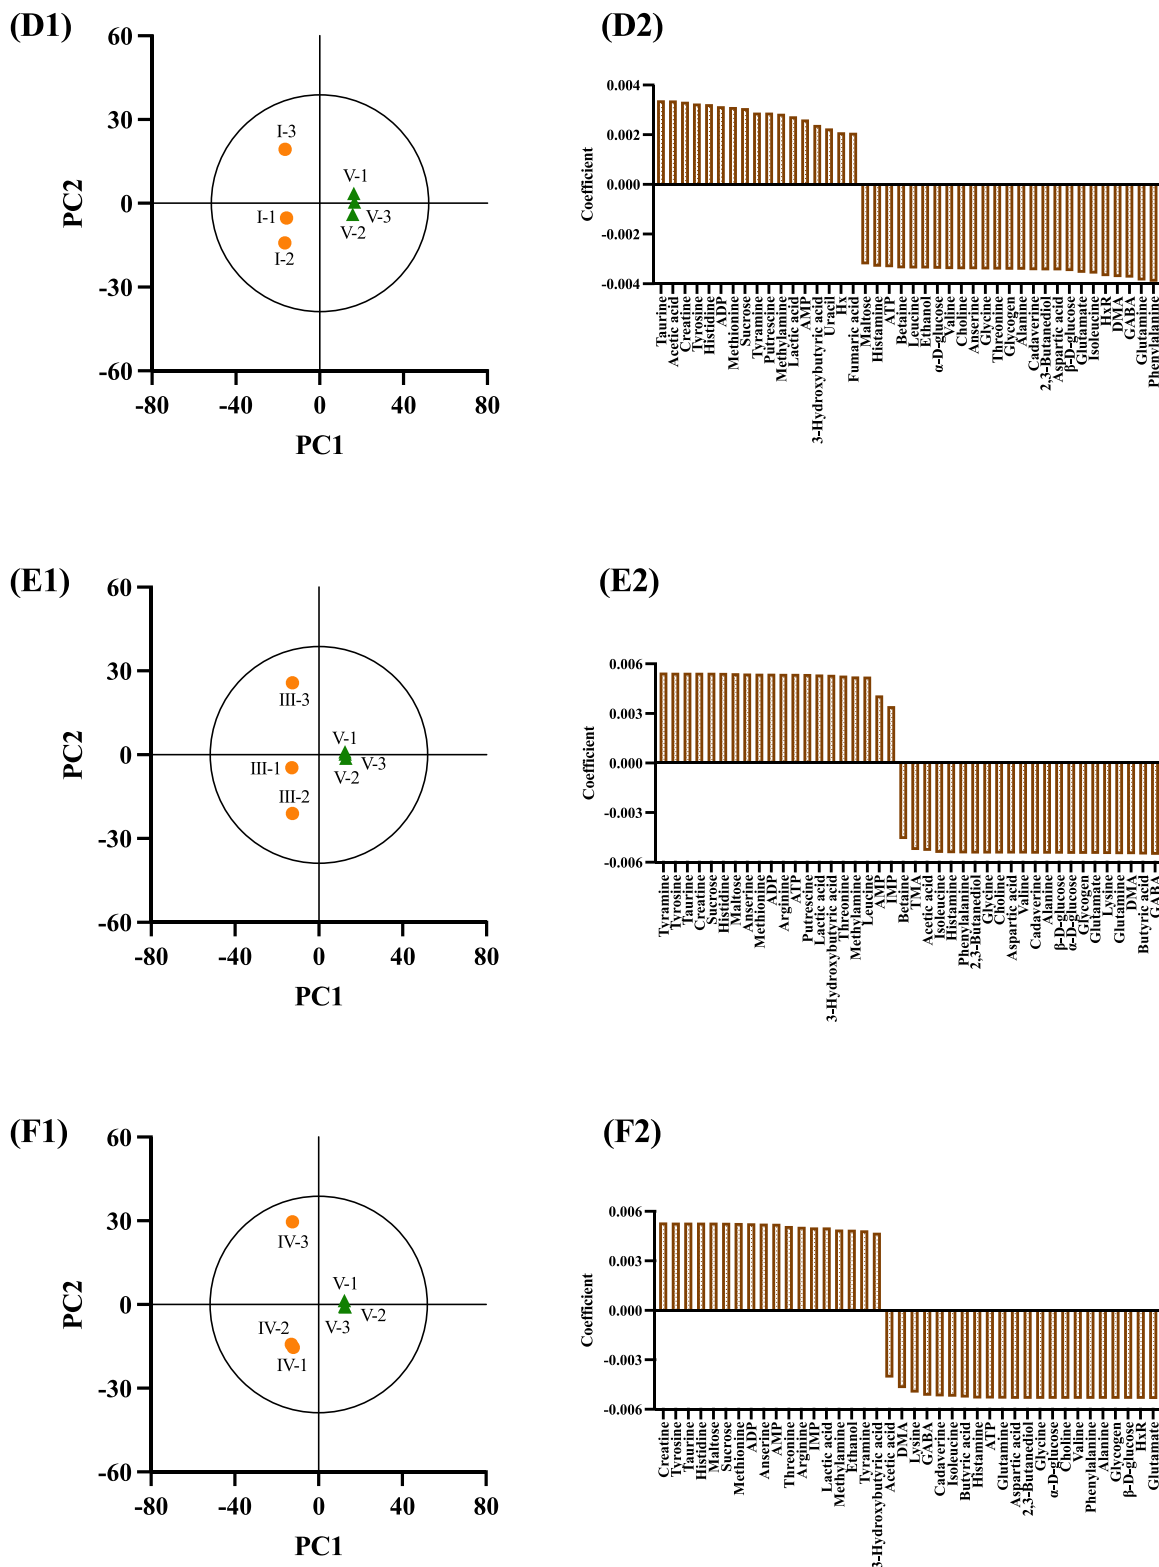 (D1)
60
30
0
-30
-60
-80
-40
0
40
80
PC2
PC1
I-3
I-1
I-2
V-1
V-3
V-2
(D2)
0.004
0.002
0.000
-0.002
-0.004
Coefficient
Taurine
Acetic acid
Creatine
Tyrosine
Histidine
ADP
Methionine
Sucrose
Tyramine
Putrescine
Methylamine
Lactic acid
AMP
3-Hydroxybutyric acid
Uracil
Hx
Fumaric acid
Maltose
Histamine
ATP
Betaine
Leucine
Ethanol
α-D-glucose
Valine
Choline
Anserine
Glycine
Threonine
Glycogen
Alanine
Cadaverine
2,3-Butanediol
Aspartic acid
β-D-glucose
Glutamate
Isoleucine
HxR
DMA
GABA
Glutamine
Phenylalanine
(E1)
60
30
0
-30
-60
-80
-40
0
40
80
PC2
PC1
III-3
III-1
III-2
V-1
V-3
V-2
(E2)
0.006
0.003
0.000
-0.003
-0.006
Coefficient
Tyramine
Tyrosine
Taurine
Creatine
Sucrose
Histidine
Maltose
Anserine
Methionine
ADP
Arginine
ATP
Putrescine
Lactic acid
3-Hydroxybutyric acid
Threonine
Methylamine
Leucine
AMP
IMP
Betaine
TMA
Acetic acid
Isoleucine
Histamine
Phenylalanine
2,3-Butanediol
Glycine
Choline
Aspartic acid
Valine
Cadaverine
Alanine
β-D-glucose
α-D-glucose
Glycogen
Glutamate
Lysine
Glutamine
DMA
Butyric acid
GABA
(F1)
60
30
0
-30
-60
-80
-40
0
40
80
PC2
PC1
IV-3
IV-2
IV-1
V-1
V-2
V-3
(F2)
0.006
0.003
0.000
-0.003
-0.006
Coefficient
Creatine
Tyrosine
Taurine
Histidine
Maltose
Sucrose
Methionine
ADP
Anserine
AMP
Threonine
Arginine
IMP
Lactic acid
Methylamine
Ethanol
Tyramine
3-Hydroxybutyric acid
Acetic acid
DMA
Lysine
GABA
Cadaverine
Isoleucine
Butyric acid
Histamine
ATP
Glutamine
Aspartic acid
2,3-Butanediol
Glycine
α-D-glucose
Choline
Valine
Phenylalanine
Alanine
Glycogen
β-D-glucose
HxR
Glutamate